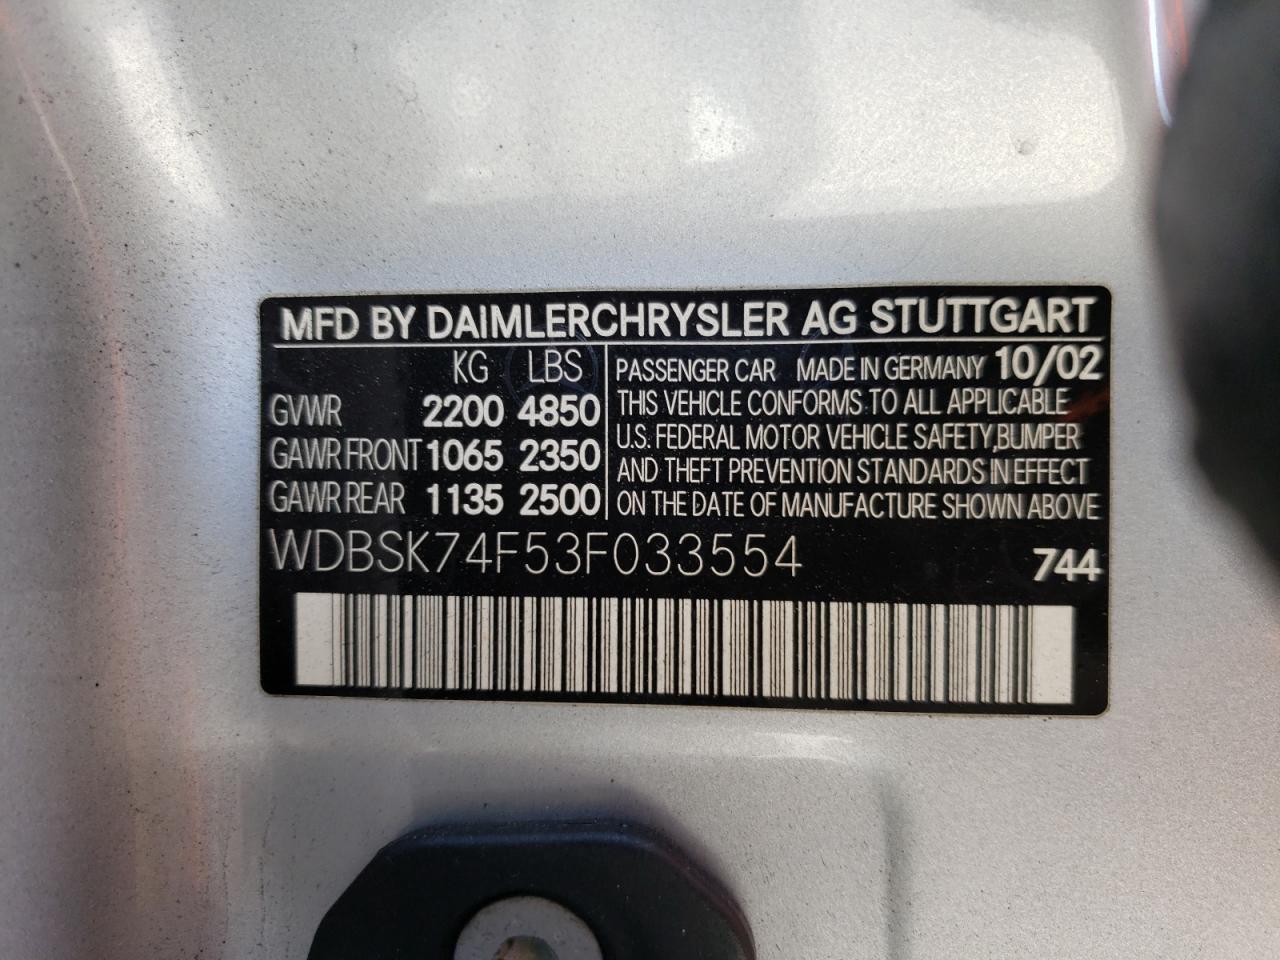 MFD BY DAIMLERCHRYSLER AG STUTTGART
KG LBS
GVWR 2200 4850
GAWR FRONT 1065 2350
GAWR REAR 1135 2500
PASSENGER CAR MADE IN GERMANY 10/02
THIS VEHICLE CONFORMS TO ALL APPLICABLE
U.S. FEDERAL MOTOR VEHICLE SAFETY,BUMPER
AND THEFT PREVENTION STANDARDS IN EFFECT
ON THE DATE OF MANUFACTURE SHOWN ABOVE
WDBSK74F53F033554 744